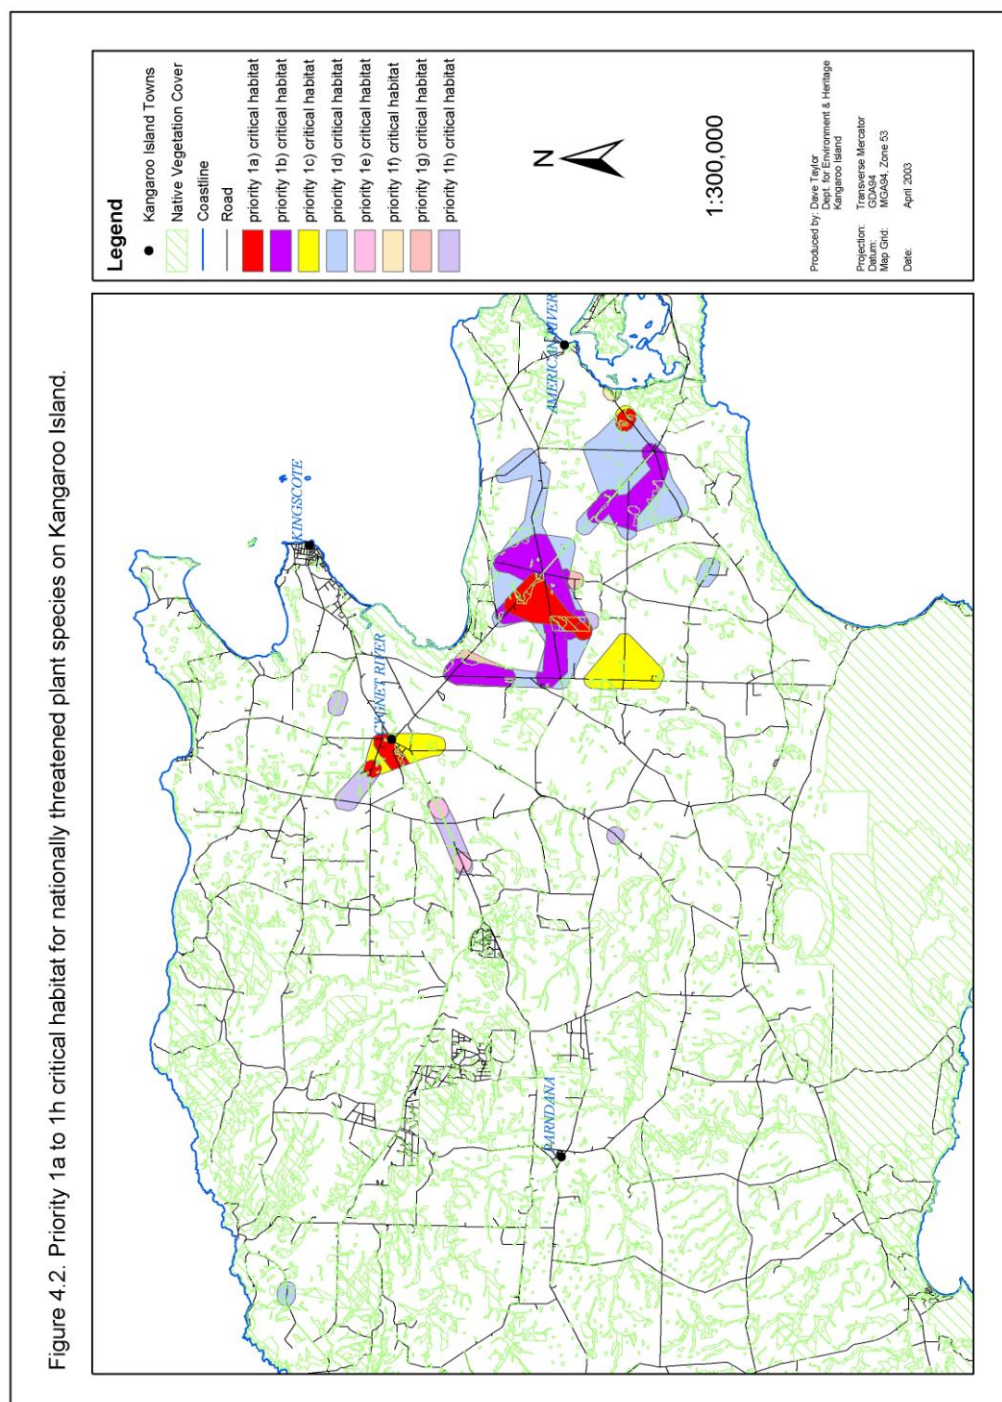 Figure 4.2. Priority 1a to 1h critical habitat for nationally threatened plant species on Kangaroo Island.
KINGSCOTE
CYGNET RIVER
AMERICAN RIVER
PARNDANA
Legend
Kangaroo Island Towns
Native Vegetation Cover
Coastline
Road
priority 1a) critical habitat
priority 1b) critical habitat
priority 1c) critical habitat
priority 1d) critical habitat
priority 1e) critical habitat
priority 1f) critical habitat
priority 1g) critical habitat
priority 1h) critical habitat
N
1:300,000
Produced by: Dave Taylor
Dept. for Environment & Heritage
Kangaroo Island
Projection: Transverse Mercator
Datum: GDA94
Map Grid: MGA94, Zone 53
Date: April 2003